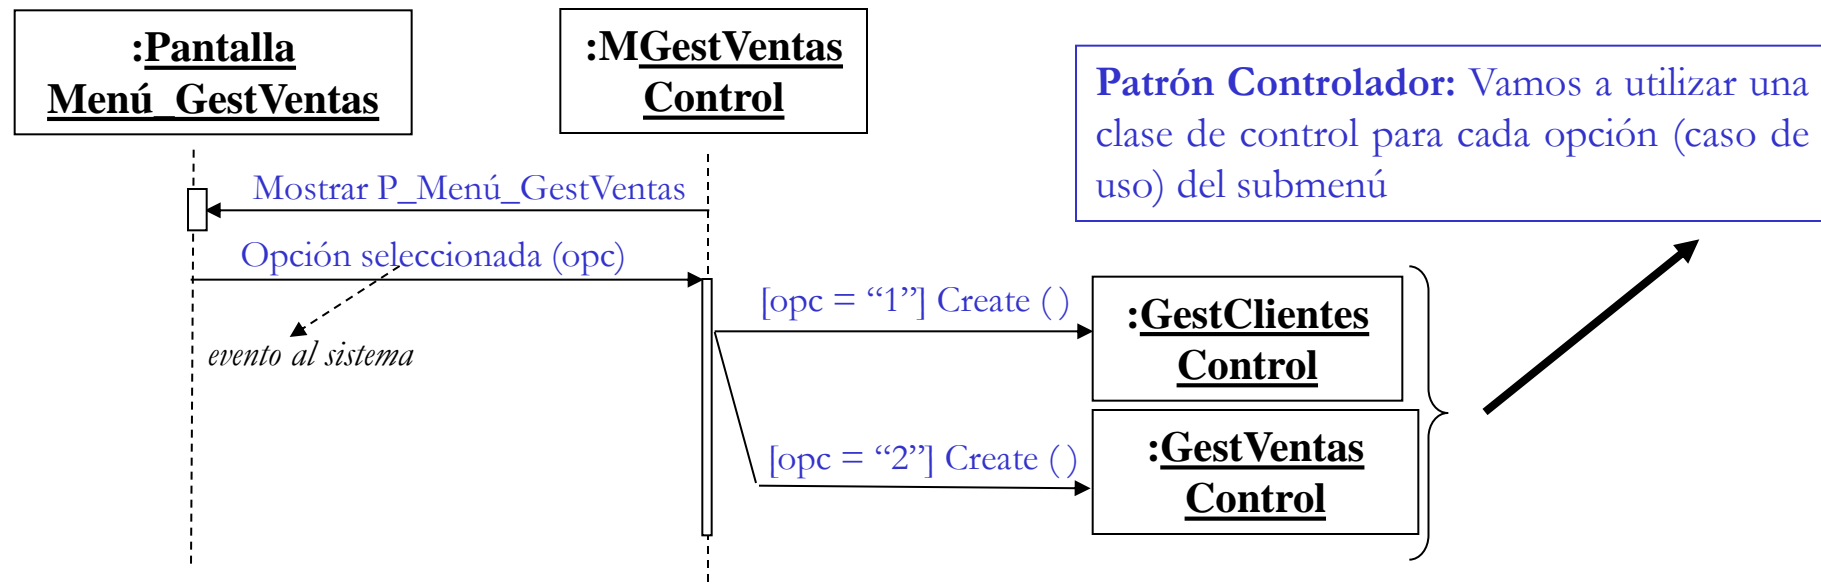 :Pantalla
Menú_GestVentas
:MGestVentas
Control
Patrón Controlador: Vamos a utilizar una
clase de control para cada opción (caso de
uso) del submenú
Mostrar P_Menú_GestVentas
Opción seleccionada (opc)
evento al sistema
[opc = “1”] Create ( )
:GestClientes
Control
[opc = “2”] Create ( )
:GestVentas
Control